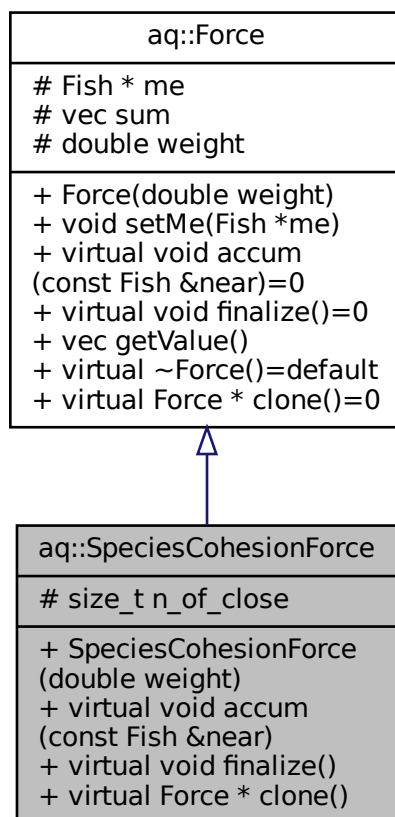 aq::Force
# Fish * me
# vec sum
# double weight
+ Force(double weight)
+ void setMe(Fish *me)
+ virtual void accum
(const Fish &near)=0
+ virtual void finalize()=0
+ vec getValue()
+ virtual ~Force()=default
+ virtual Force * clone()=0
aq::SpeciesCohesionForce
# size_t n_of_close
+ SpeciesCohesionForce
(double weight)
+ virtual void accum
(const Fish &near)
+ virtual void finalize()
+ virtual Force * clone()